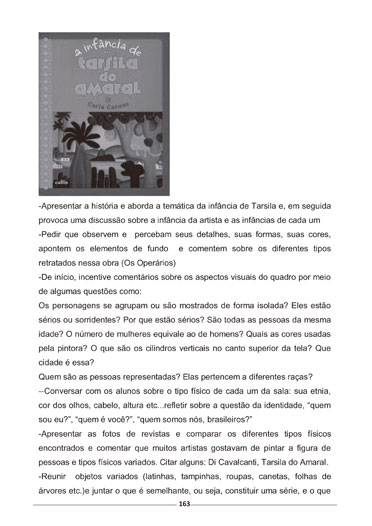 a infância de
tarsila
do
amaral
Carla Caruso
callis
-Apresentar a história e aborda a temática da infância de Tarsila e, em seguida
provoca uma discussão sobre a infância da artista e as infâncias de cada um
-Pedir que observem e percebam seus detalhes, suas formas, suas cores,
apontem os elementos de fundo e comentem sobre os diferentes tipos
retratados nessa obra (Os Operários)
-De início, incentive comentários sobre os aspectos visuais do quadro por meio
de algumas questões como:
Os personagens se agrupam ou são mostrados de forma isolada? Eles estão
sérios ou sorridentes? Por que estão sérios? São todas as pessoas da mesma
idade? O número de mulheres equivale ao de homens? Quais as cores usadas
pela pintora? O que são os cilindros verticais no canto superior da tela? Que
cidade é essa?
Quem são as pessoas representadas? Elas pertencem a diferentes raças?
--Conversar com os alunos sobre o tipo físico de cada um da sala: sua etnia,
cor dos olhos, cabelo, altura etc...refletir sobre a questão da identidade, “quem
sou eu?”, “quem é você?”, “quem somos nós, brasileiros?”
-Apresentar as fotos de revistas e comparar os diferentes tipos físicos
encontrados e comentar que muitos artistas gostavam de pintar a figura de
pessoas e tipos físicos variados. Citar alguns: Di Cavalcanti, Tarsila do Amaral.
-Reunir objetos variados (latinhas, tampinhas, roupas, canetas, folhas de
árvores etc.)e juntar o que é semelhante, ou seja, constituir uma série, e o que
163